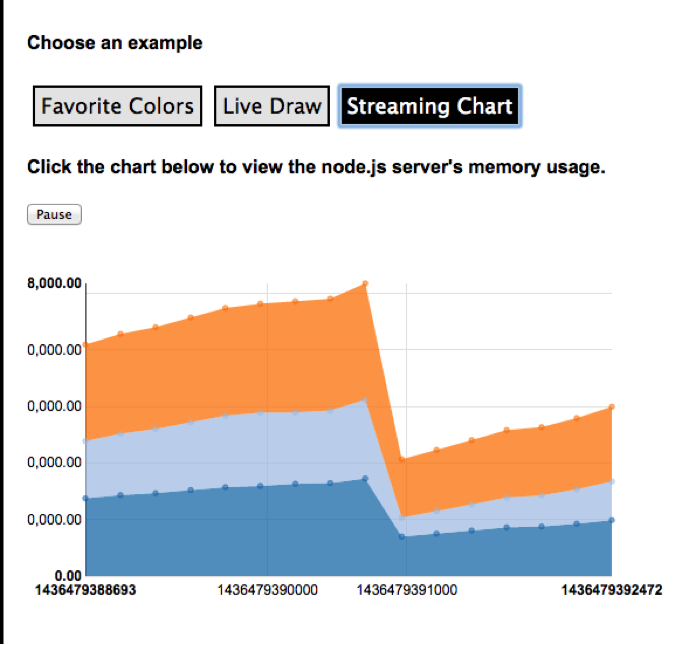 Choose an example
Favorite Colors Live Draw Streaming Chart
Click the chart below to view the node.js server's memory usage.
Pause
8,000.00
0,000.00
0,000.00
0,000.00
0,000.00
0.00
1436479388693 1436479390000 1436479391000 1436479392472